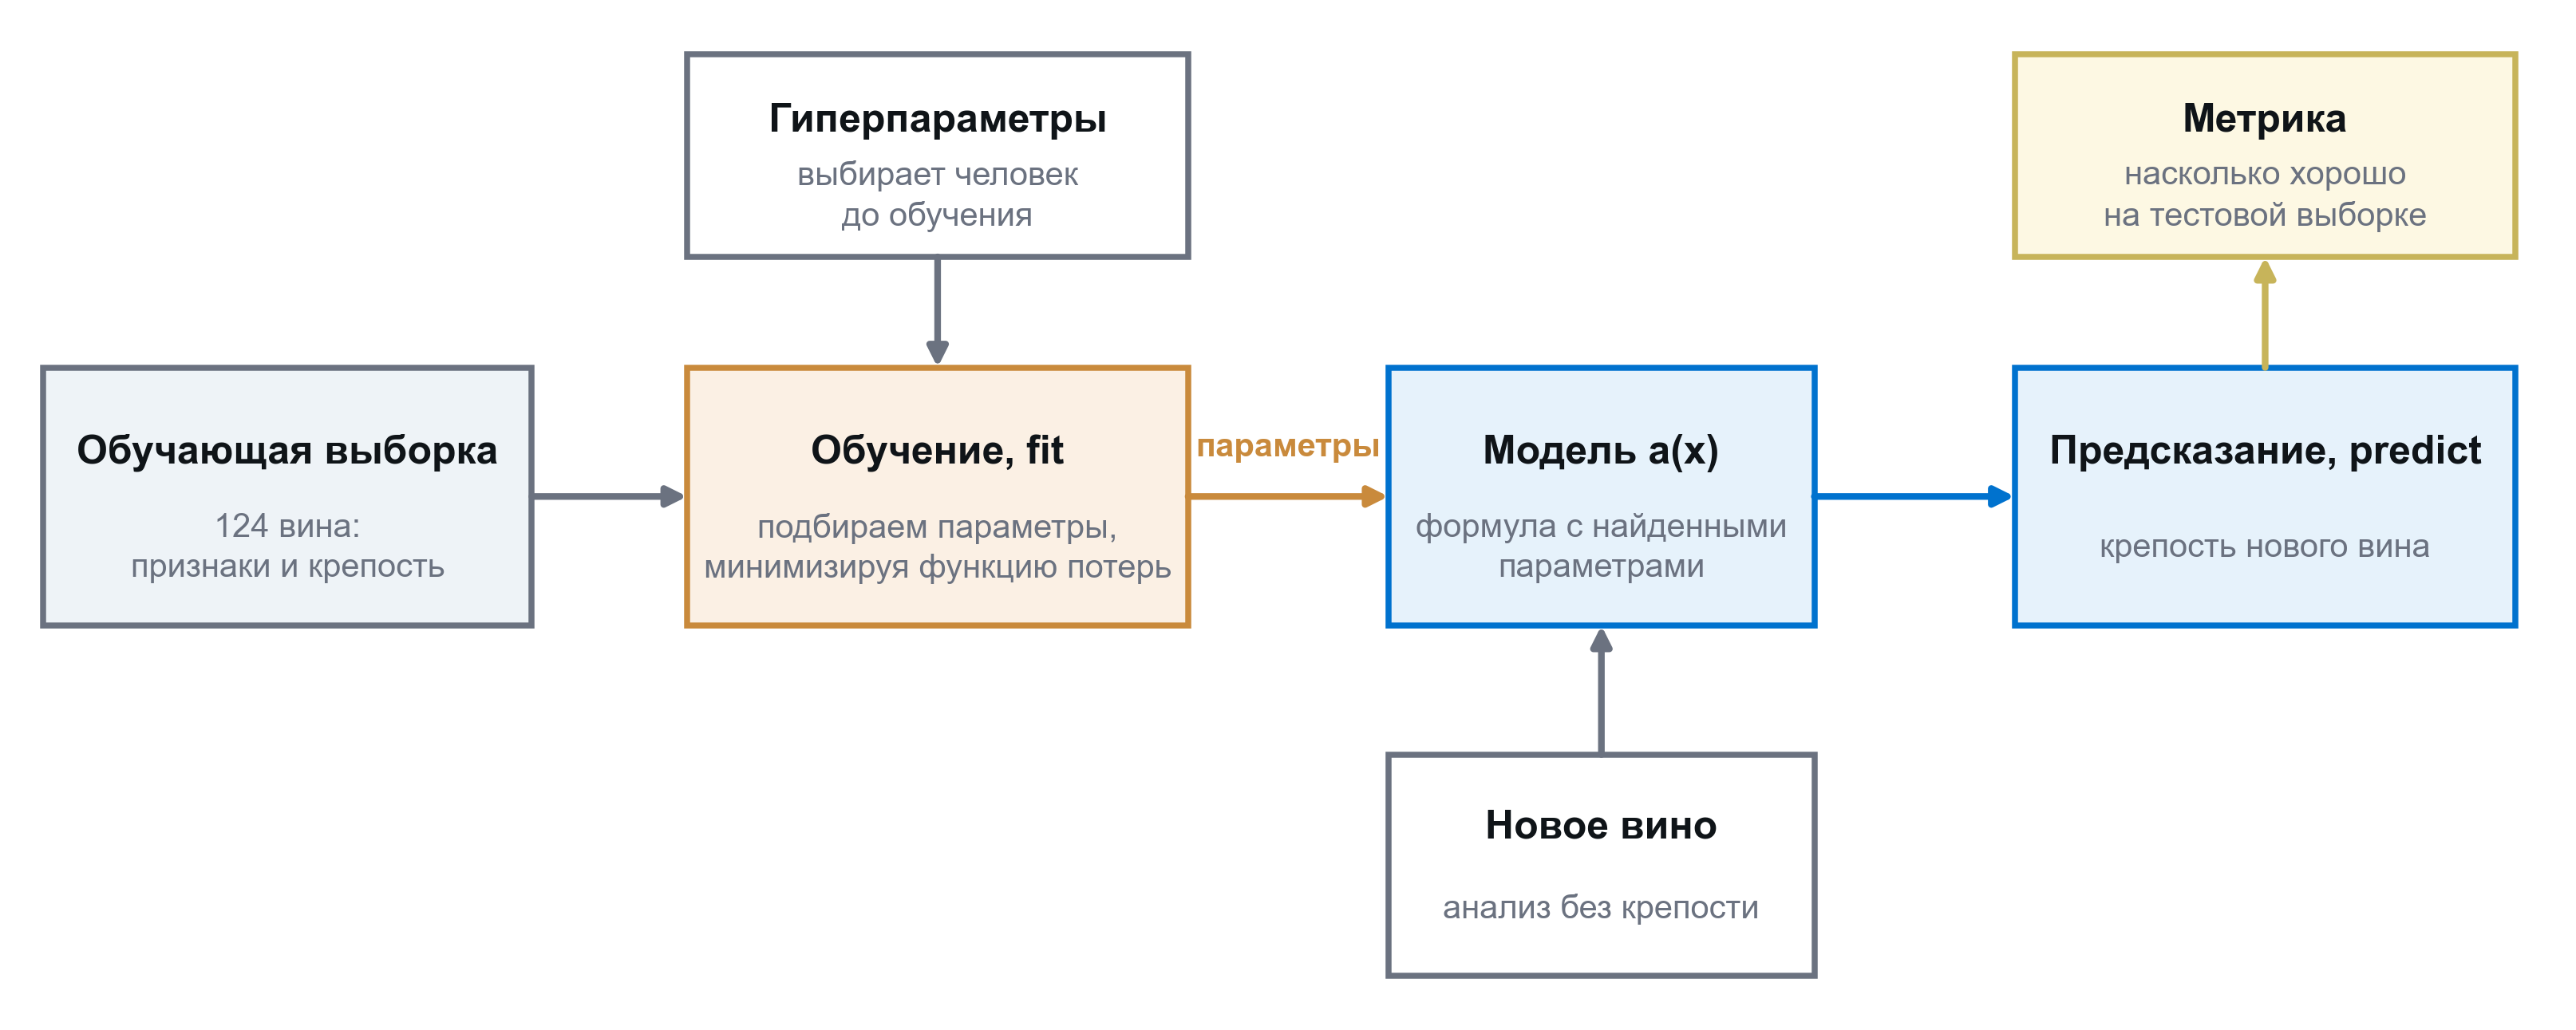 Гиперпараметры
выбирает человек
до обучения
Метрика
насколько хорошо
на тестовой выборке
Обучающая выборка
124 вина:
признаки и крепость
Обучение, fit
подбираем параметры,
минимизируя функцию потерь
параметры
Модель a(x)
формула с найденными
параметрами
Предсказание, predict
крепость нового вина
Новое вино
анализ без крепости